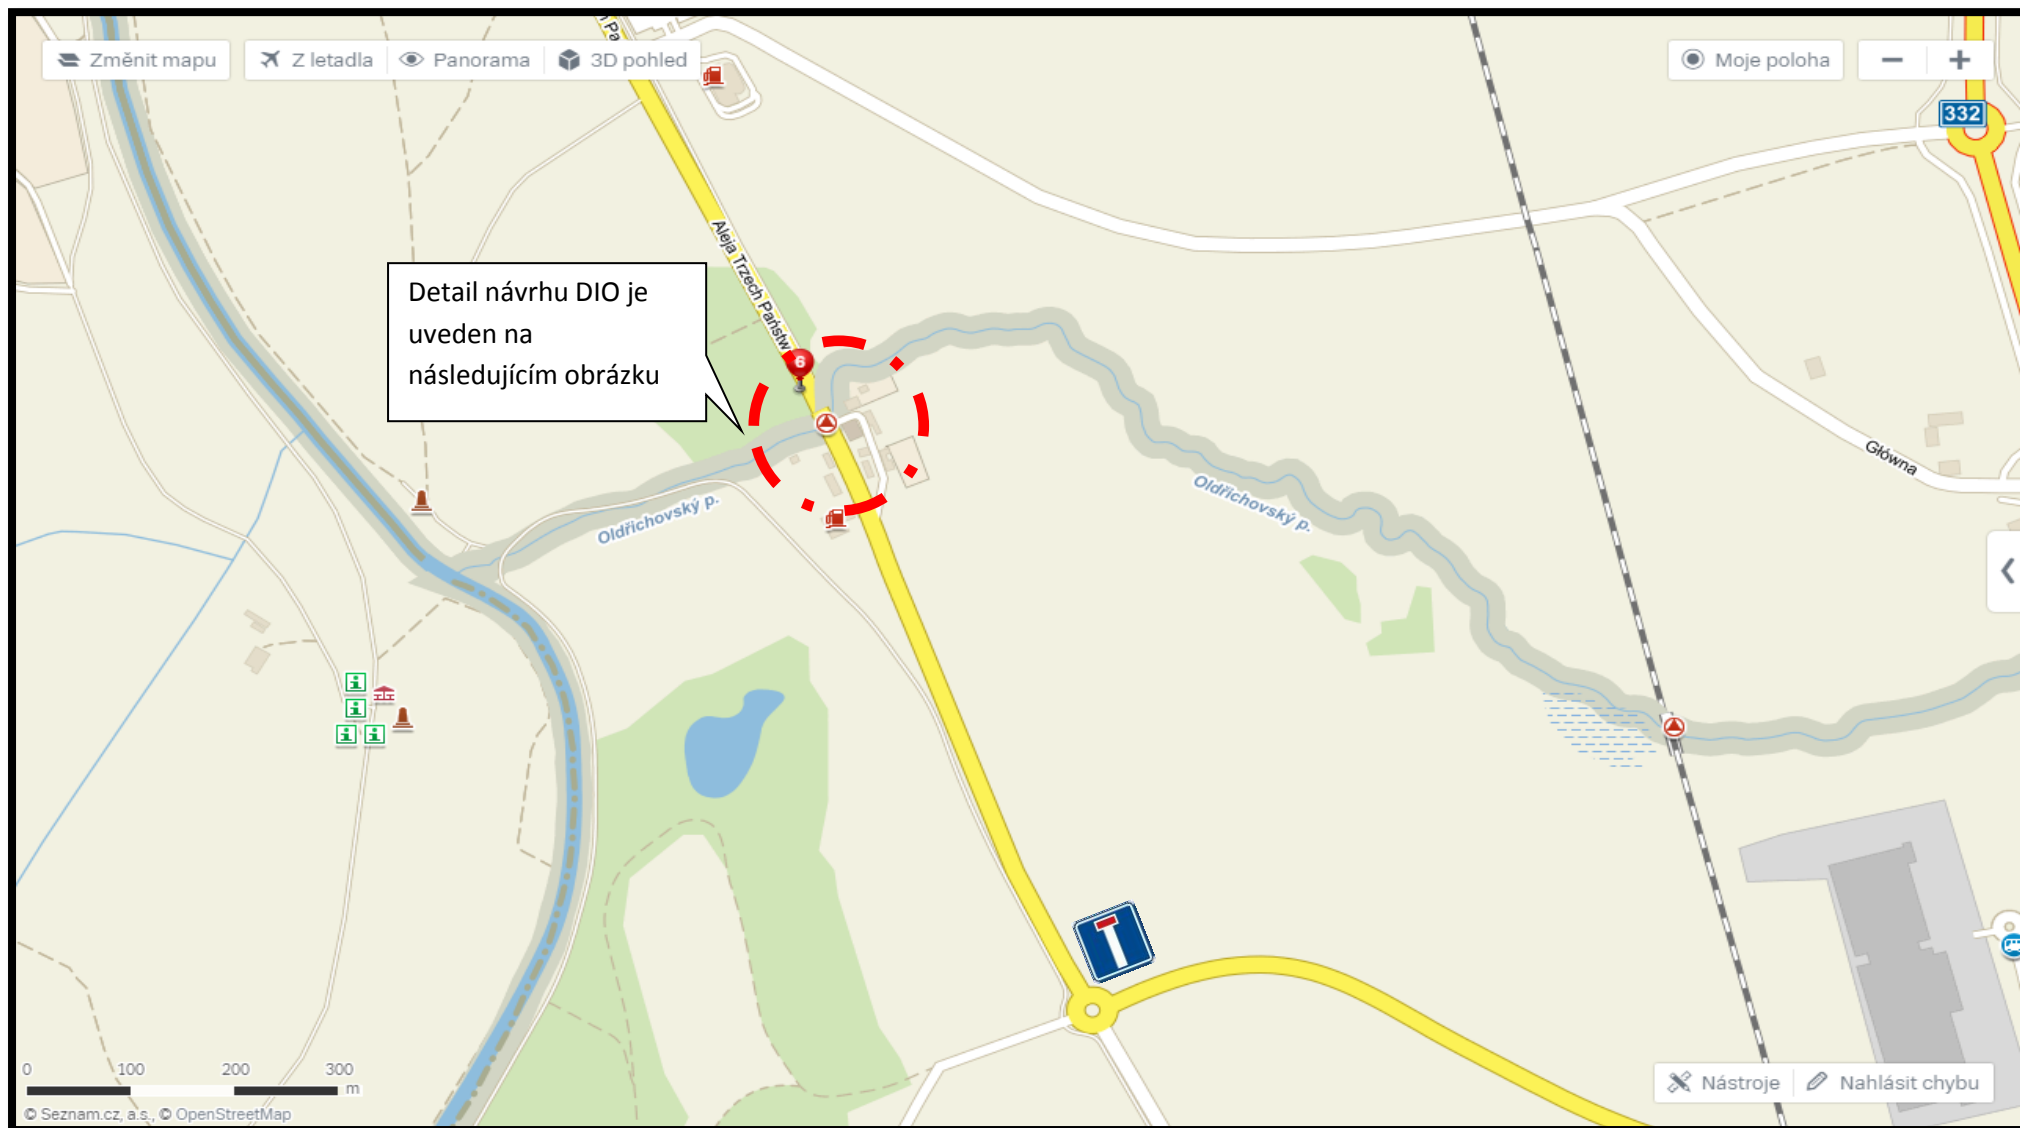 Změnit mapu
Z letadla
Panorama
3D pohled
Moje poloha
332
Aleja Trzech Państw
Detail návrhu DIO je
uveden na
následujícím obrázku
6
Główna
Oldřichovský p.
Oldřichovský p.
0 100 200 300
m
Nástroje
Nahlásit chybu
© Seznam.cz, a.s., © OpenStreetMap